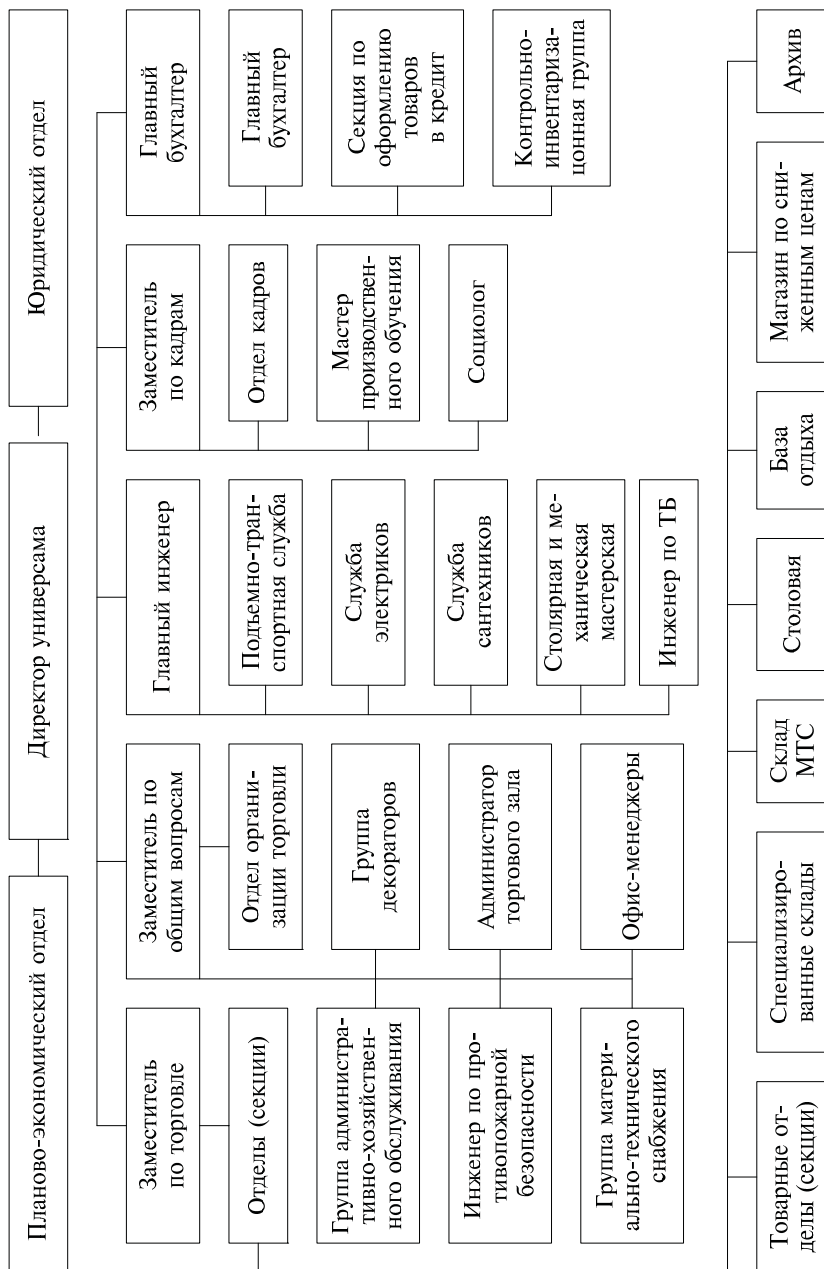 Планово-экономический отдел
Директор универсама
Юридический отдел
Заместитель
по торговле
Заместитель по
общим вопросам
Главный инженер
Заместитель
по кадрам
Главный
бухгалтер
Отделы (секции)
Отдел органи-
зации торговли
Подъемно-тран-
спортная служба
Отдел кадров
Главный
бухгалтер
Группа администра-
тивно-хозяйствен-
ного обслуживания
Группа
декораторов
Служба
электриков
Мастер
производствен-
ного обучения
Секция по
оформлению
товаров
в кредит
Инженер по про-
тивопожарной
безопасности
Администратор
торгового зала
Служба
сантехников
Социолог
Контрольно-
инвентариза-
ционная группа
Группа матери-
ально-технического
снабжения
Офис-менеджеры
Столярная и ме-
ханическая
мастерская
Инженер по ТБ
Товарные от-
делы (секции)
Специализиро-
ванные склады
Склад
МТС
Столовая
База
отдыха
Магазин по сни-
женным ценам
Архив